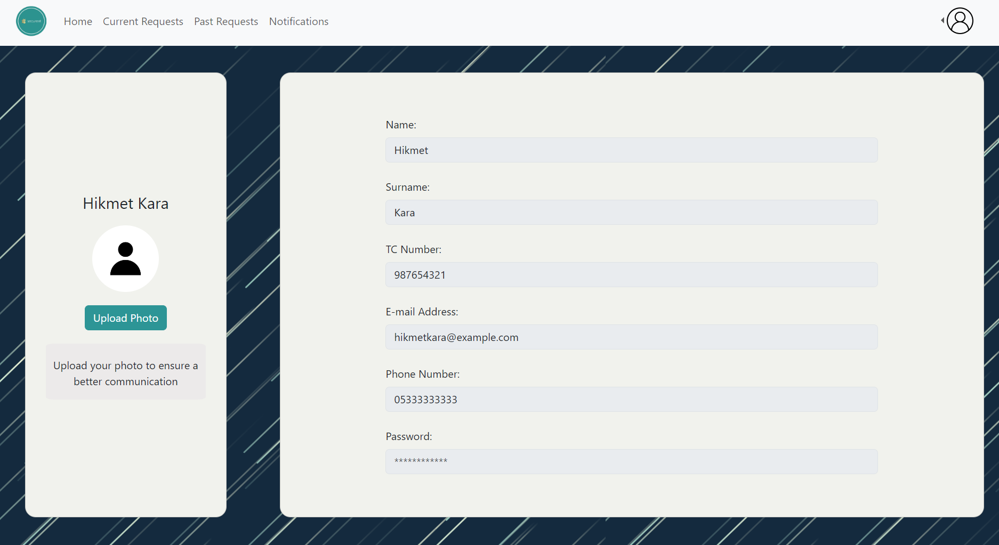 securent
Home Current Requests Past Requests Notifications
Hikmet Kara
Upload Photo
Upload your photo to ensure a
better communication
Name:
Hikmet
Surname:
Kara
TC Number:
987654321
E-mail Address:
hikmetkara@example.com
Phone Number:
05333333333
Password:
************